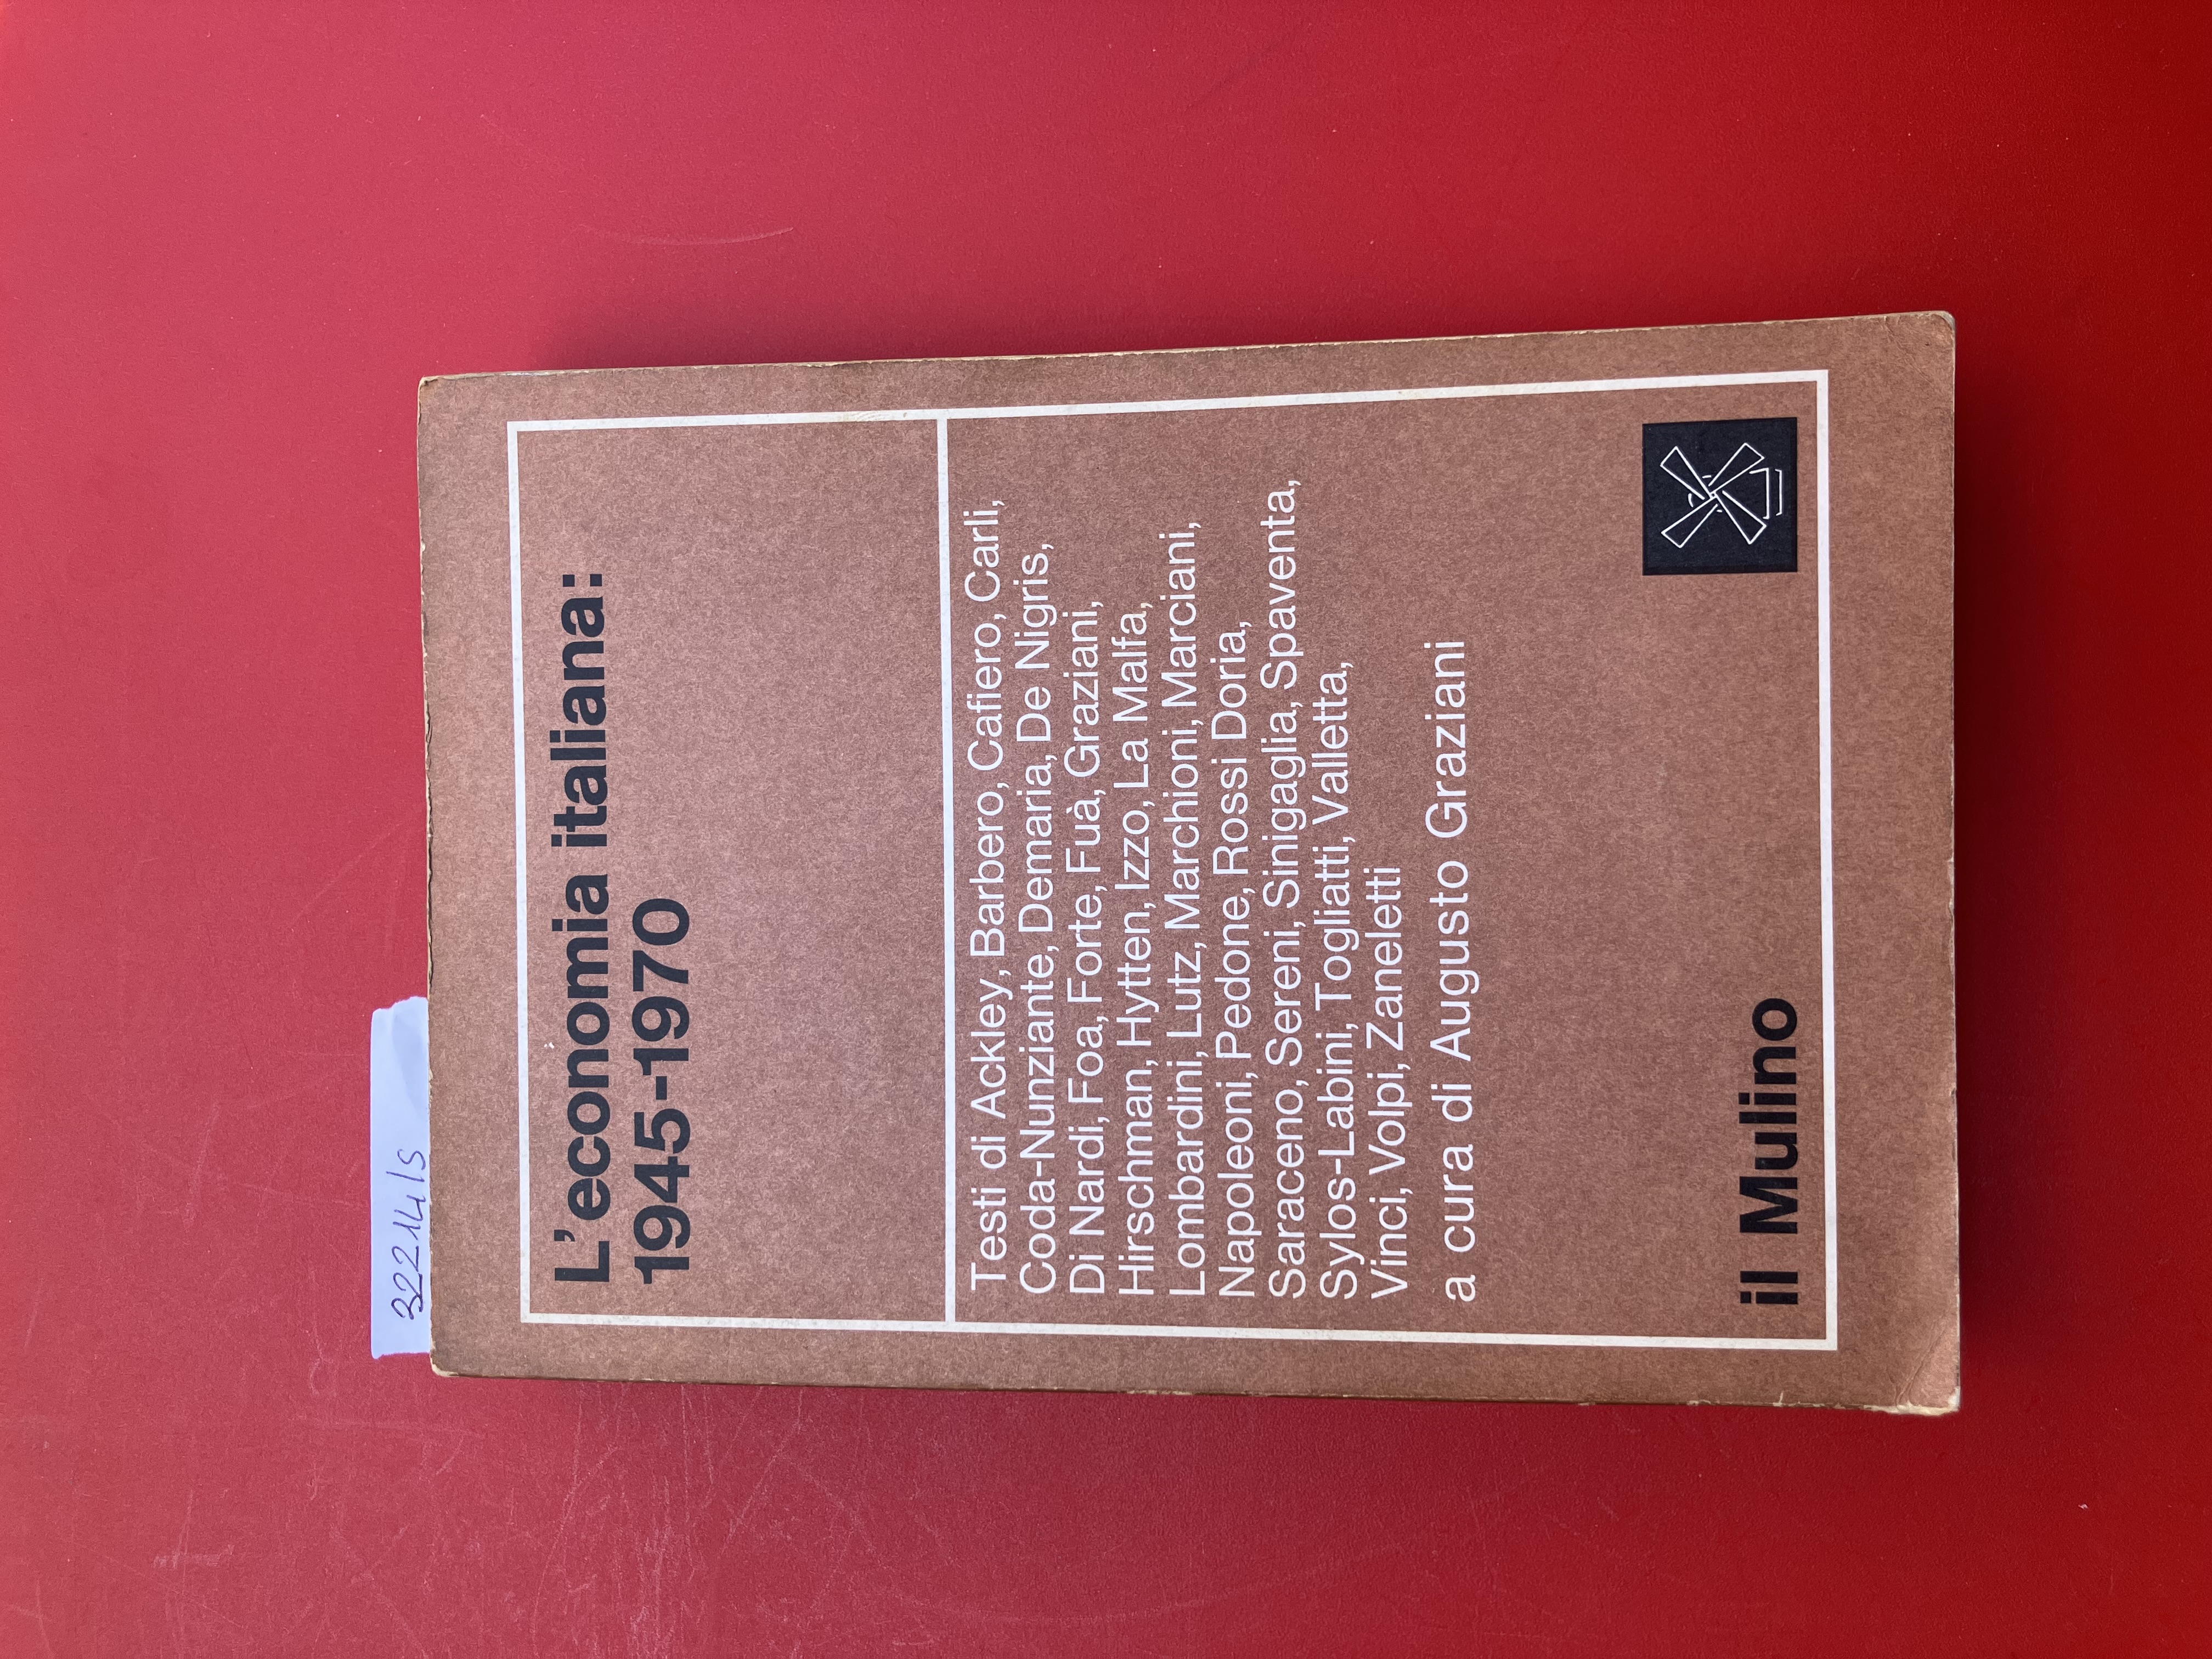 32214/s
L'economia italiana:
1945-1970
Testi di Ackley, Barbero, Cafiero, Carli,
Coda-Nunziante, Demaria, De Nigris,
Di Nardi, Foa, Forte, Fuà, Graziani,
Hirschman, Hytten, Izzo, La Malfa,
Lombardini, Lutz, Marchioni, Marciani,
Napoleoni, Pedone, Rossi Doria,
Saraceno, Sereni, Sinigaglia, Spaventa,
Sylos-Labini, Togliatti, Valletta,
Vinci, Volpi, Zaneletti
a cura di Augusto Graziani
il Mulino